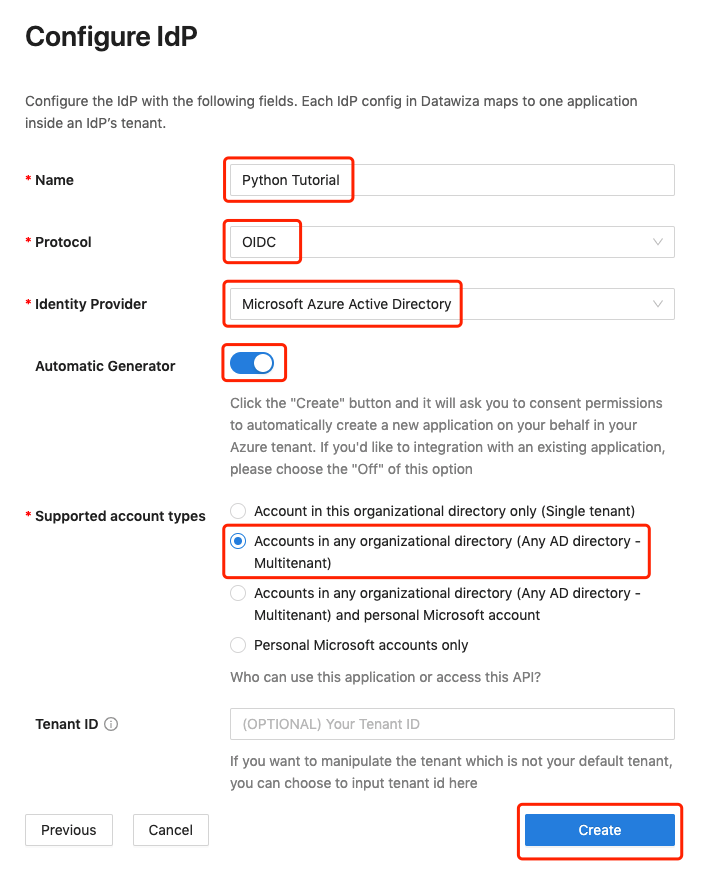 Configure IdP
Configure the IdP with the following fields. Each IdP config in Datawiza maps to one application
inside an IdP's tenant.
* Name
Python Tutorial
* Protocol
OIDC
* Identity Provider
Microsoft Azure Active Directory
Automatic Generator
Click the "Create" button and it will ask you to consent permissions
to automatically create a new application on your behalf in your
Azure tenant. If you'd like to integration with an existing application,
please choose the "Off" of this option
* Supported account types
Account in this organizational directory only (Single tenant)
Accounts in any organizational directory (Any AD directory -
Multitenant)
Accounts in any organizational directory (Any AD directory -
Multitenant) and personal Microsoft account
Personal Microsoft accounts only
Who can use this application or access this API?
Tenant ID
(OPTIONAL) Your Tenant ID
If you want to manipulate the tenant which is not your default tenant,
you can choose to input tenant id here
Previous
Cancel
Create